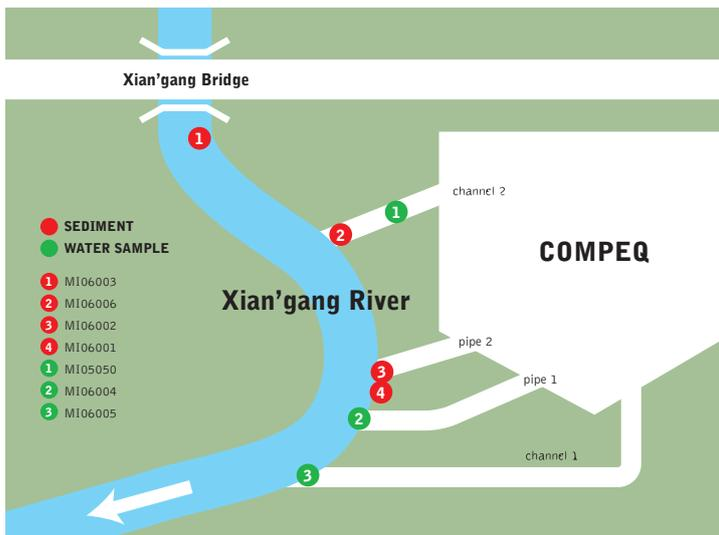 Xian'gang Bridge
1
channel 2
1
2
SEDIMENT
WATER SAMPLE
COMPEQ
1 MI06003
2 MI06006
3 MI06002
4 MI06001
1 MI05050
2 MI06004
3 MI06005
Xian'gang River
pipe 2
3
4
pipe 1
2
channel 1
3